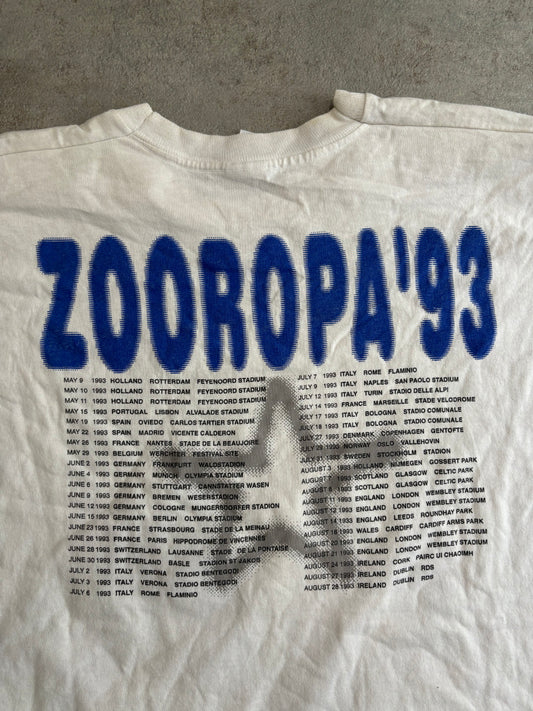 ZOOROPA'93
MAY 9 1993 HOLLAND ROTTERDAM FEYENOORD STADIUM
MAY 10 1993 HOLLAND ROTTERDAM FEYENOORD STADIUM
MAY 11 1993 HOLLAND ROTTERDAM FEYENOORD STADIUM
MAY 15 1993 PORTUGAL LISBON ALVALADE STADIUM
MAY 19 1993 SPAIN OVIEDO CARLOS TARTIER STADIUM
MAY 22 1993 SPAIN MADRID VICENTE CALDERON
MAY 26 1993 FRANCE NANTES STADE DE LA BEAUJOIRE
MAY 29 1993 BELGIUM WERCHTER FESTIVAL SITE
JUNE 2 1993 GERMANY FRANKFURT WALDSTADION
JUNE 4 1993 GERMANY MUNICH OLYMPIA STADIUM
JUNE 6 1993 GERMANY STUTTGART CANNSTATTER WASEN
JUNE 9 1993 GERMANY BREMEN WESERSTADION
JUNE 12 1993 GERMANY COLOGNE MUNGERSDORFER STADION
JUNE 15 1993 GERMANY BERLIN OLYMPIA STADIUM
JUNE 23 1993 FRANCE STRASBOURG STADE DE LA MEINAU
JUNE 26 1993 FRANCE PARIS HIPPODROME DE VINCENNES
JUNE 28 1993 SWITZERLAND LAUSANNE STADE DE LA PONTAISE
JUNE 30 1993 SWITZERLAND BASLE STADION ST JAKOB
JULY 2 1993 ITALY VERONA STADIO BENTEGODI
JULY 3 1993 ITALY VERONA STADIO BENTEGODI
JULY 6 1993 ITALY ROME FLAMINIO
JULY 7 1993 ITALY ROME FLAMINIO
JULY 9 1993 ITALY NAPLES SAN PAOLO STADIUM
JULY 12 1993 ITALY TURIN STADIO DELLE ALPI
JULY 14 1993 FRANCE MARSEILLE STADE VELODROME
JULY 17 1993 ITALY BOLOGNA STADIO COMUNALE
JULY 18 1993 ITALY BOLOGNA STADIO COMUNALE
JULY 27 1993 DENMARK COPENHAGEN GENTOFTE
JULY 29 1993 NORWAY OSLO VALLEHOVIN
JULY 31 1993 SWEDEN STOCKHOLM STADION
AUGUST 3 1993 HOLLAND NIJMEGEN GOSSERT PARK
AUGUST 7 1993 SCOTLAND GLASGOW CELTIC PARK
AUGUST 8 1993 SCOTLAND GLASGOW CELTIC PARK
AUGUST 11 1993 ENGLAND LONDON WEMBLEY STADIUM
AUGUST 12 1993 ENGLAND LONDON WEMBLEY STADIUM
AUGUST 14 1993 ENGLAND LEEDS ROUNDHAY PARK
AUGUST 18 1993 WALES CARDIFF CARDIFF ARMS PARK
AUGUST 20 1993 ENGLAND LONDON WEMBLEY STADIUM
AUGUST 21 1993 ENGLAND LONDON WEMBLEY STADIUM
AUGUST 24 1993 IRELAND CORK PAIRC UI CHAOIMH
AUGUST 27 1993 IRELAND DUBLIN RDS
AUGUST 28 1993 IRELAND DUBLIN RDS